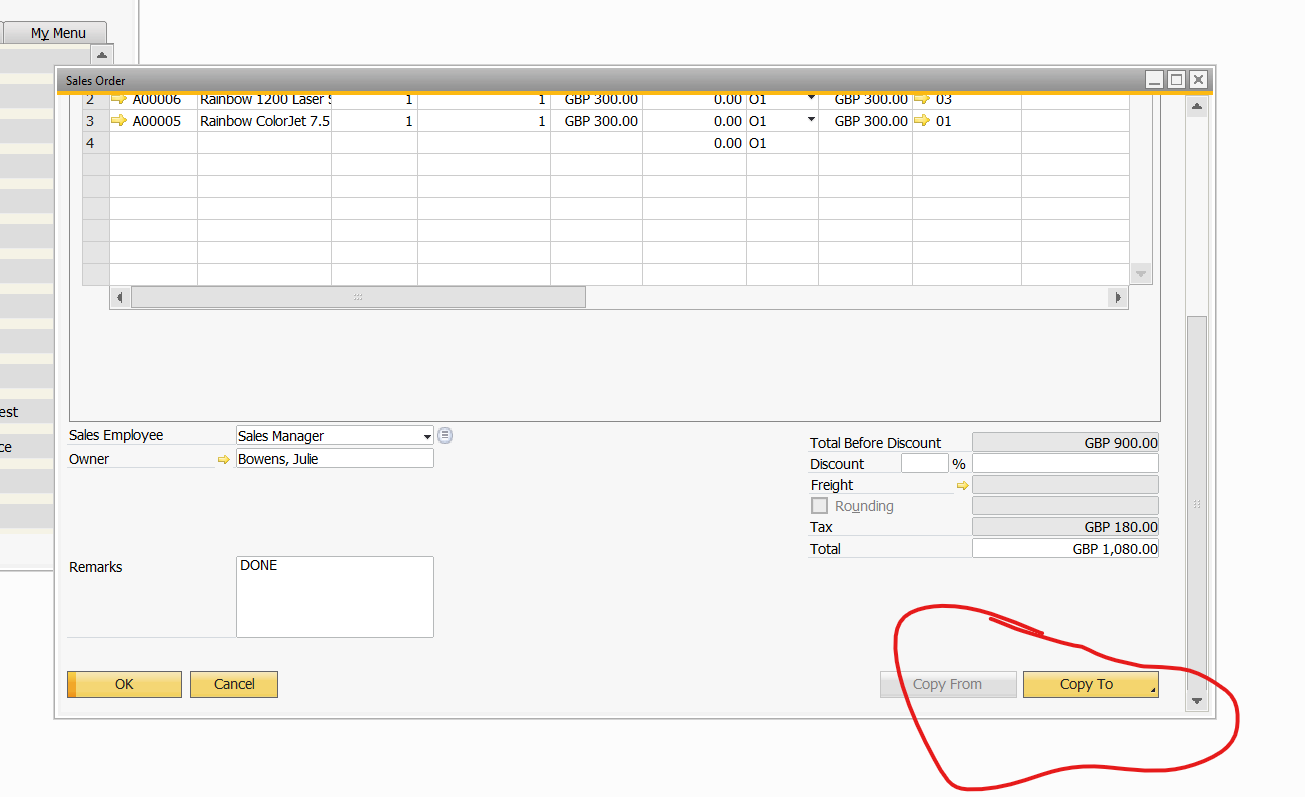 My Menu
Sales Order
2 A00006 Rainbow 1200 Laser S 1 1 GBP 300.00 0.00 O1 GBP 300.00 03
3 A00005 Rainbow ColorJet 7.5 1 1 GBP 300.00 0.00 O1 GBP 300.00 01
4 0.00 O1
est
ce
Sales Employee Sales Manager
Owner Bowens, Julie
Total Before Discount GBP 900.00
Discount %
Freight
Rounding
Tax GBP 180.00
Total GBP 1,080.00
Remarks DONE
OK Cancel Copy From Copy To